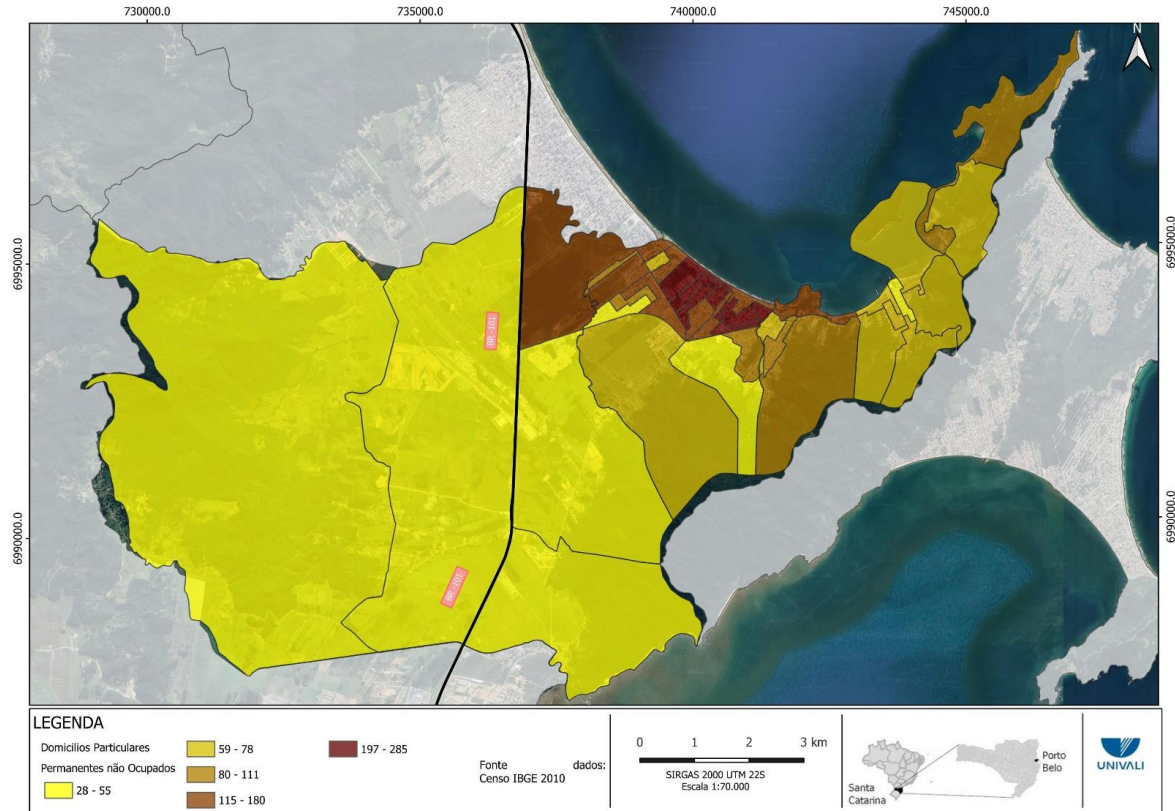 730000.0 735000.0 740000.0 745000.0
6995000.0
6995000.0
BR-101
6990000.0
6990000.0
BR-101
LEGENDA
Domicilios Particulares
Permanentes não Ocupados
28 - 55
59 - 78
80 - 111
115 - 180
197 - 285
Fonte dados:
Censo IBGE 2010
0 1 2 3 km
SIRGAS 2000 UTM 22S
Escala 1:70.000
Santa
Catarina
Porto
Belo
UNIVALI